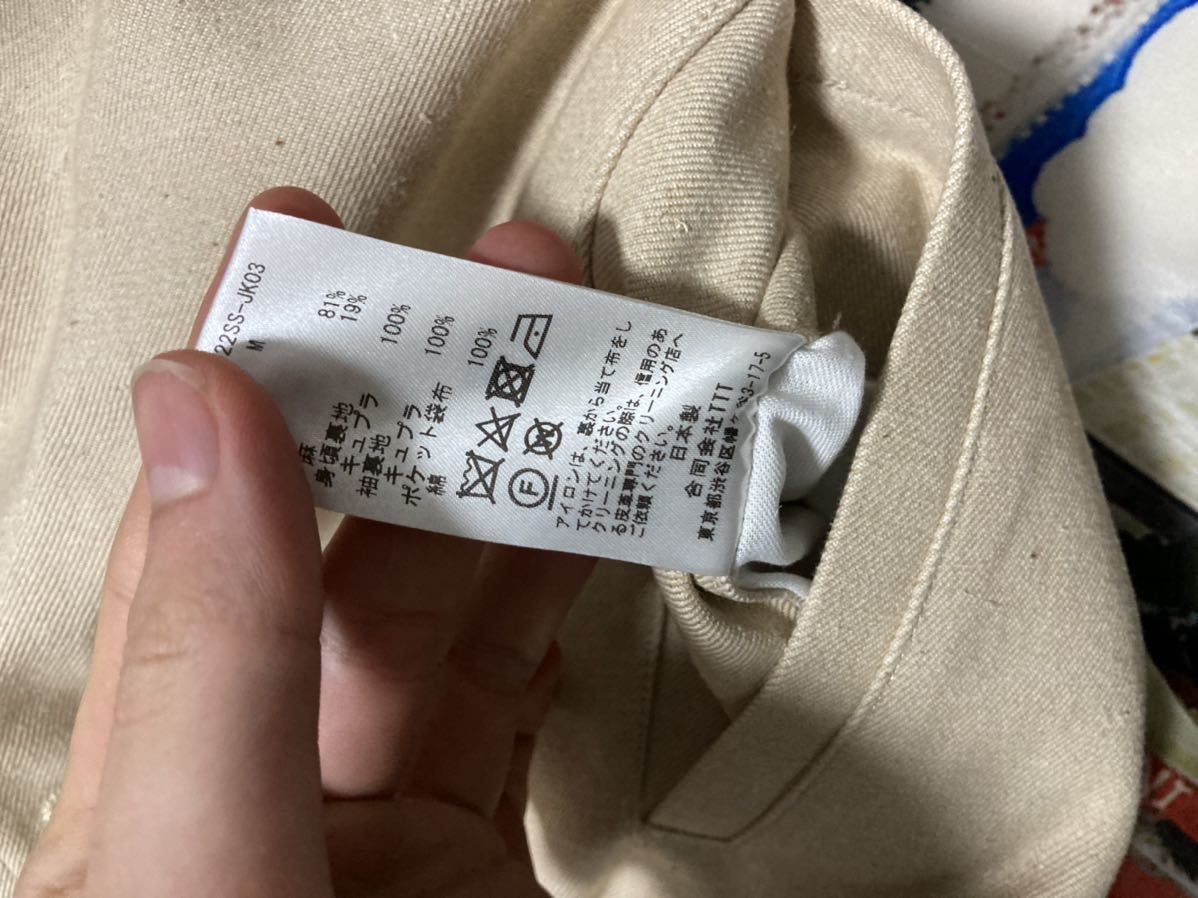 22SS-JK03
M
81%
麻 19%
身頃裏地
キュプラ 100%
袖裏地
キュプラ 100%
ポケット袋布
綿 100%
F
アイロンは、裏から当て布をし
てかけてください。
クリーニングの際は、信用のあ
る皮革専門のクリーニング店へ
ご依頼ください。
日本製
合同会社TTT
東京都渋谷区幡 3-17-5